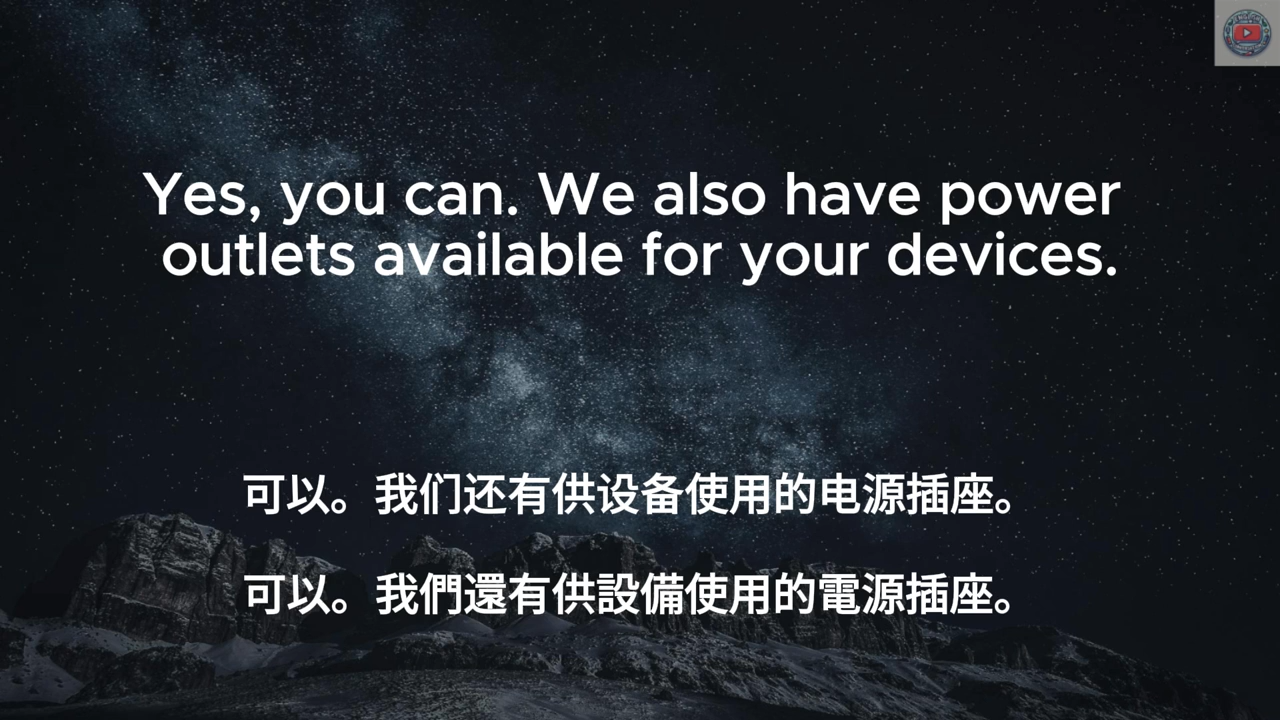 Yes, you can. We also have power
outlets available for your devices.
可以。我们还有供设备使用的电源插座。
可以。我們還有供設備使用的電源插座。